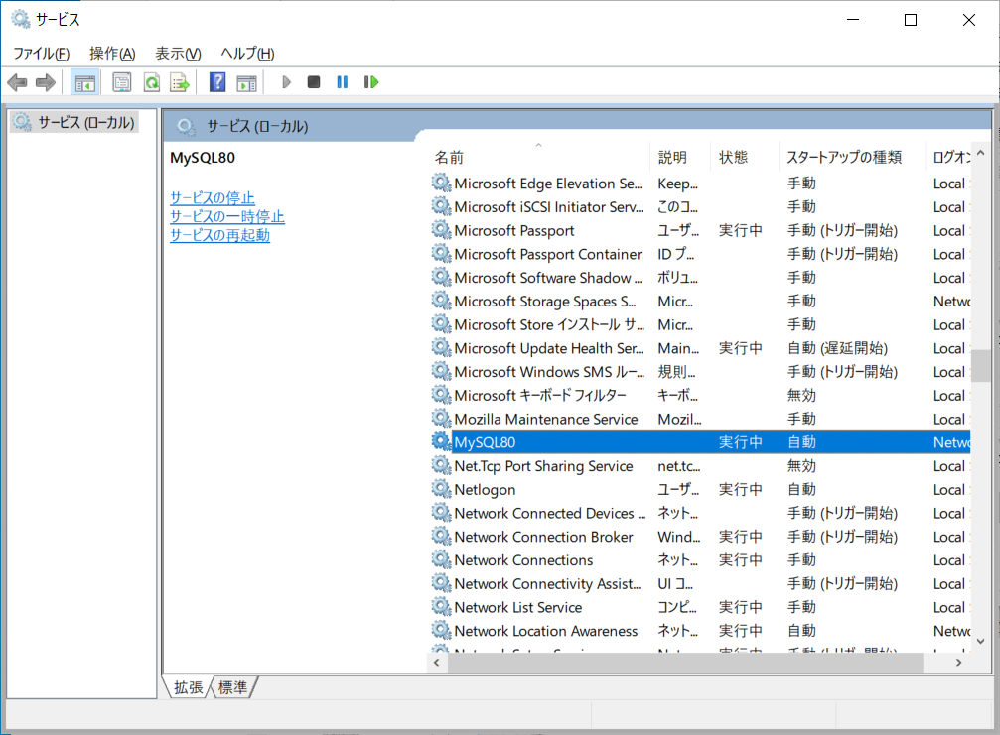 サービス
ファイル(F) 操作(A) 表示(V) ヘルプ(H)
サービス (ローカル)
サービス (ローカル)
MySQL80
サービスの停止
サービスの一時停止
サービスの再起動
名前 説明 状態 スタートアップの種類 ログオン
Microsoft Edge Elevation Se... Keep... 手動 Local
Microsoft iSCSI Initiator Serv... このコ... 手動 Local
Microsoft Passport ユーザ... 実行中 手動 (トリガー開始) Local
Microsoft Passport Container ID プ... 手動 (トリガー開始) Local
Microsoft Software Shadow ... ボリュ... 手動 Local
Microsoft Storage Spaces S... Micr... 手動 Netwo
Microsoft Store インストール サ... Micr... 手動 Local
Microsoft Update Health Ser... Main... 実行中 自動 (遅延開始) Local
Microsoft Windows SMS ルー... 規則... 手動 (トリガー開始) Local
Microsoft キーボード フィルター キーボ... 無効 Local
Mozilla Maintenance Service Mozil... 手動 Local
MySQL80 実行中 自動 Netwo
Net.Tcp Port Sharing Service net.tc... 無効 Local
Netlogon ユーザ... 実行中 自動 Local
Network Connected Devices ... ネット... 手動 (トリガー開始) Local
Network Connection Broker Wind... 実行中 手動 (トリガー開始) Local
Network Connections ネット... 実行中 手動 Local
Network Connectivity Assist... UI コ... 手動 (トリガー開始) Local
Network List Service コンピ... 実行中 手動 Local
Network Location Awareness ネット... 実行中 自動 Netwo
拡張 標準